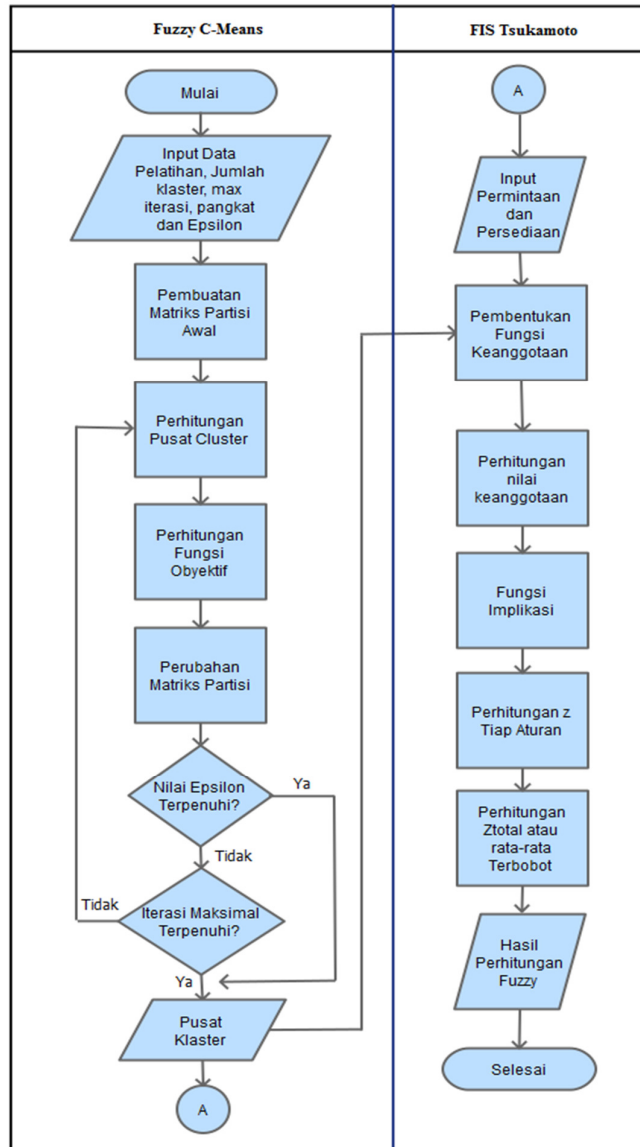 Fuzzy C-Means
Mulai
Input Data
Pelatihan, Jumlah
klaster, max
iterasi, pangkat
dan Epsilon
Pembuatan
Matriks Partisi
Awal
Perhitungan
Pusat Cluster
Perhitungan
Fungsi
Obyektif
Perubahan
Matriks Partisi
Nilai Epsilon
Terpenuhi?
Ya
Tidak
Iterasi Maksimal
Terpenuhi?
Tidak
Ya
Pusat
Klaster
A
FIS Tsukamoto
A
Input
Permintaan
dan
Persediaan
Pembentukan
Fungsi
Keanggotaan
Perhitungan
nilai
keanggotaan
Fungsi
Implikasi
Perhitungan z
Tiap Aturan
Perhitungan
Ztotal atau
rata-rata
Terbobot
Hasil
Perhitungan
Fuzzy
Selesai